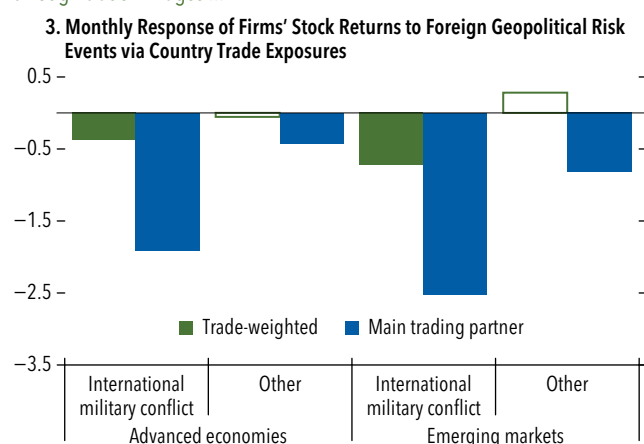 3. Monthly Response of Firms’ Stock Returns to Foreign Geopolitical Risk
Events via Country Trade Exposures
0.5
−0.5
−1.5
−2.5
−3.5
Trade-weighted
Main trading partner
International
military conflict
Other
International
military conflict
Other
Advanced economies
Emerging markets